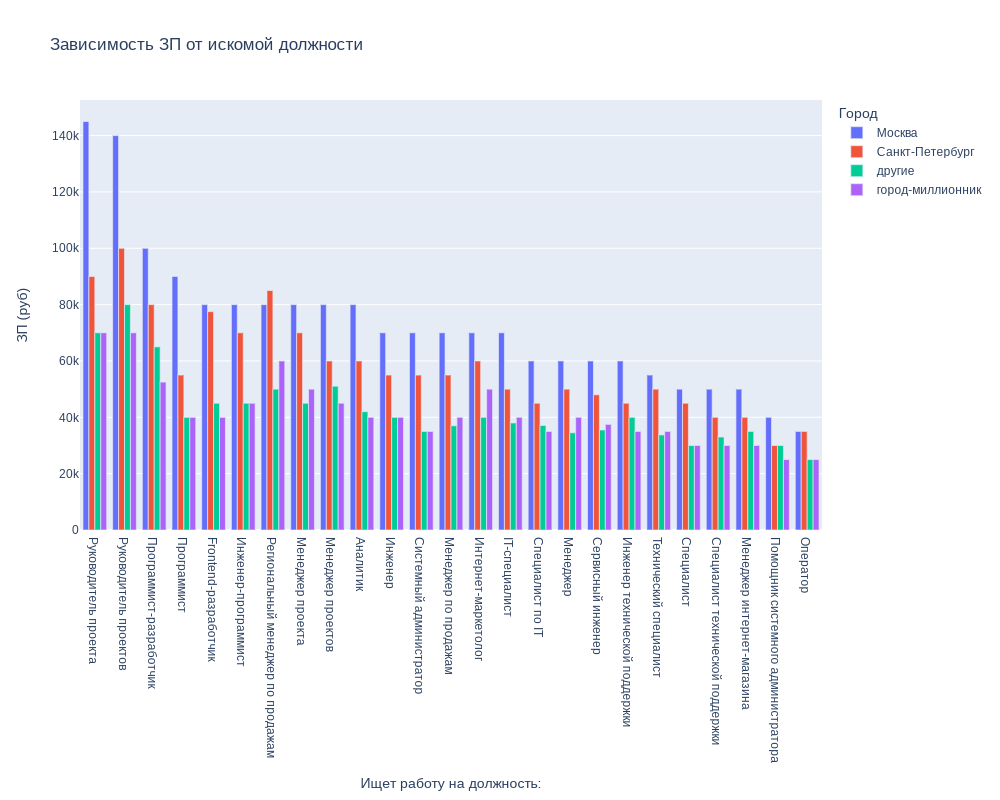 Зависимость ЗП от искомой должности
Город
Москва
Санкт-Петербург
другие
город-миллионник
ЗП (руб)
140k
120k
100k
80k
60k
40k
20k
0
Руководитель проекта
Руководитель проектов
Программист-разработчик
Программист
Frontend-разработчик
Инженер-программист
Региональный менеджер по продажам
Менеджер проекта
Менеджер проектов
Аналитик
Инженер
Системный администратор
Менеджер по продажам
Интернет-маркетолог
IT-специалист
Специалист по IT
Менеджер
Сервисный инженер
Инженер технической поддержки
Технический специалист
Специалист
Специалист технической поддержки
Менеджер интернет-магазина
Помощник системного администратора
Оператор
Ищет работу на должность: